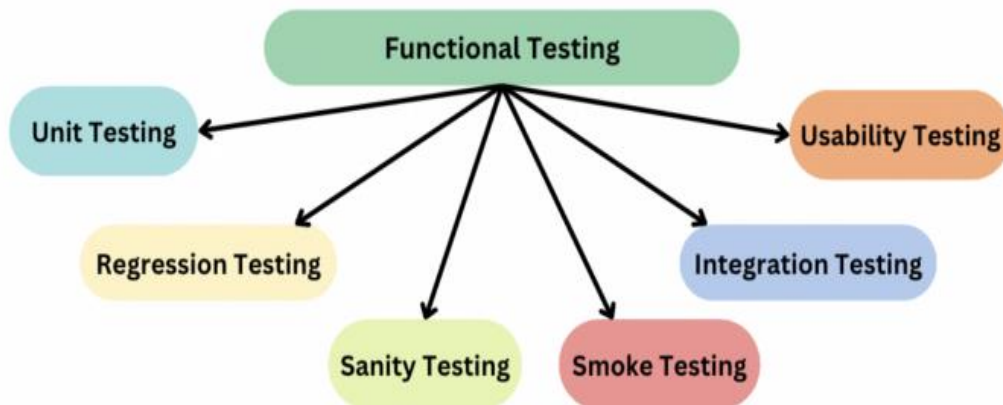 Functional Testing
Unit Testing
Usability Testing
Regression Testing
Integration Testing
Sanity Testing
Smoke Testing